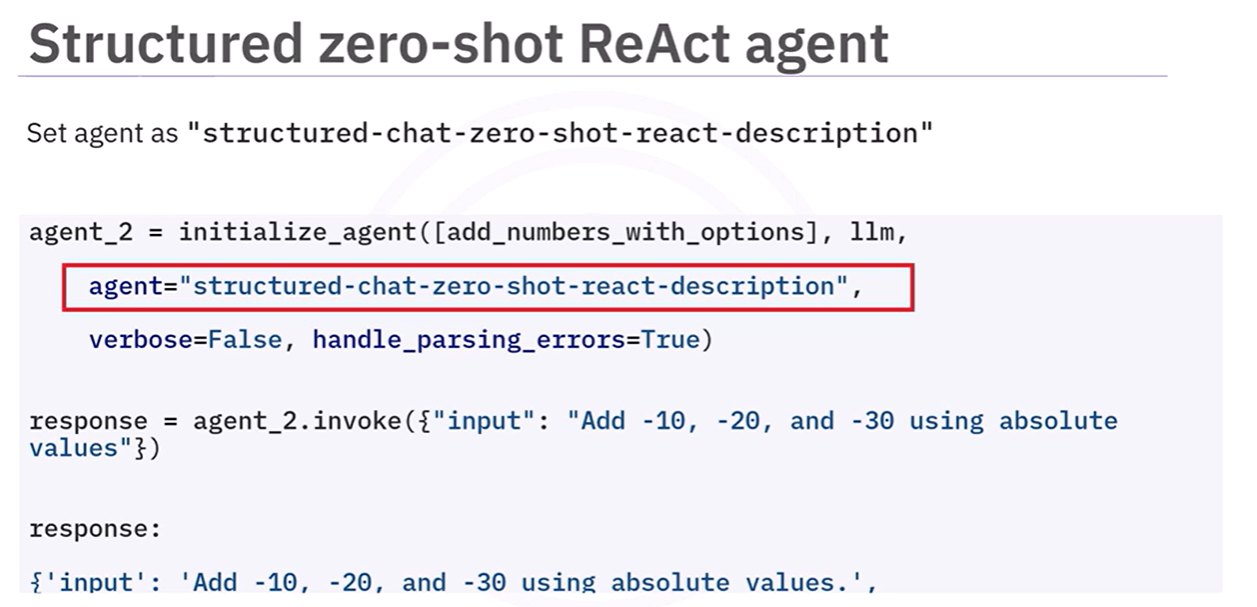 Structured zero-shot ReAct agent
Set agent as "structured-chat-zero-shot-react-description"
agent_2 = initialize_agent([add_numbers_with_options], llm,
agent="structured-chat-zero-shot-react-description",
verbose=False, handle_parsing_errors=True)
response = agent_2.invoke({"input": "Add -10, -20, and -30 using absolute
values"})
response:
{'input': 'Add -10, -20, and -30 using absolute values.',